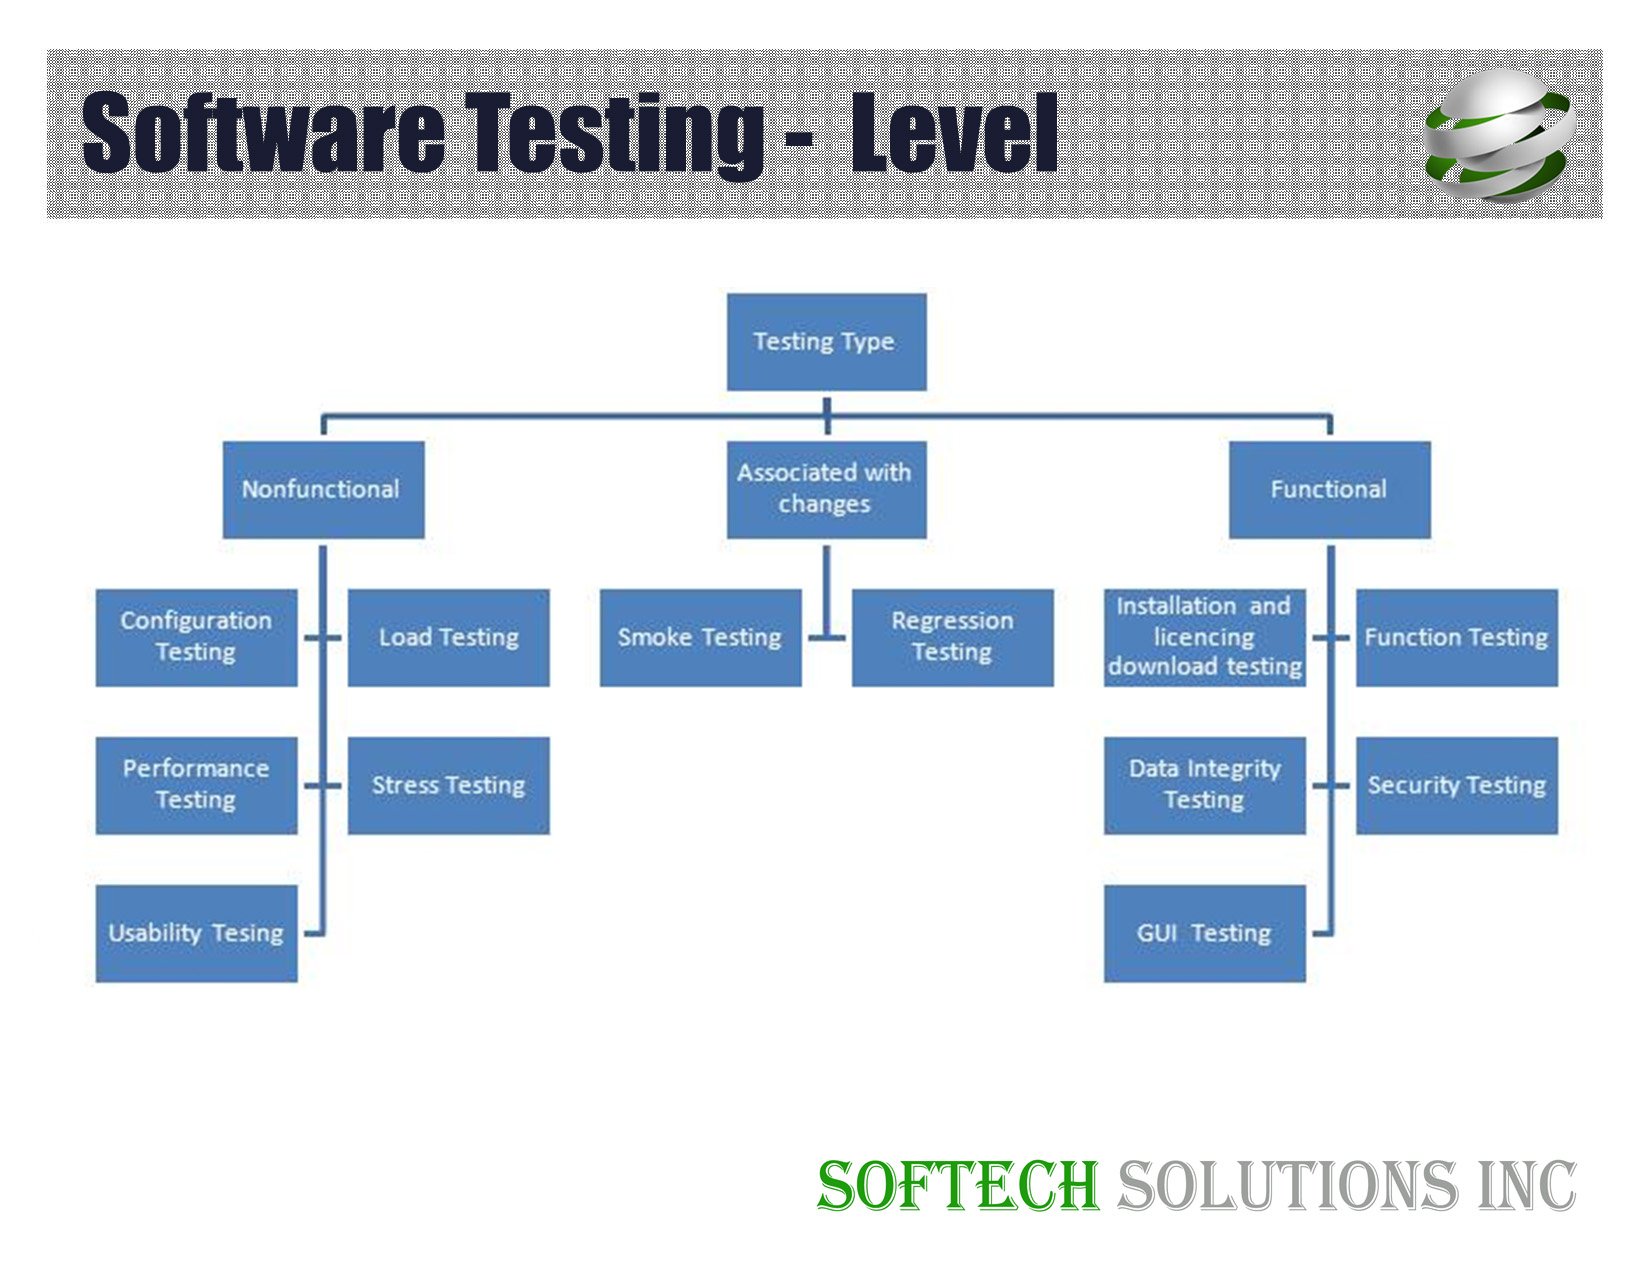 Software Testing - Level
Testing Type
Nonfunctional
Associated with
changes
Functional
Configuration
Testing
Load Testing
Smoke Testing
Regression
Testing
Installation and
licencing
download testing
Function Testing
Performance
Testing
Stress Testing
Data Integrity
Testing
Security Testing
Usability Tesing
GUI Testing
SOFTECH SOLUTIONS INC